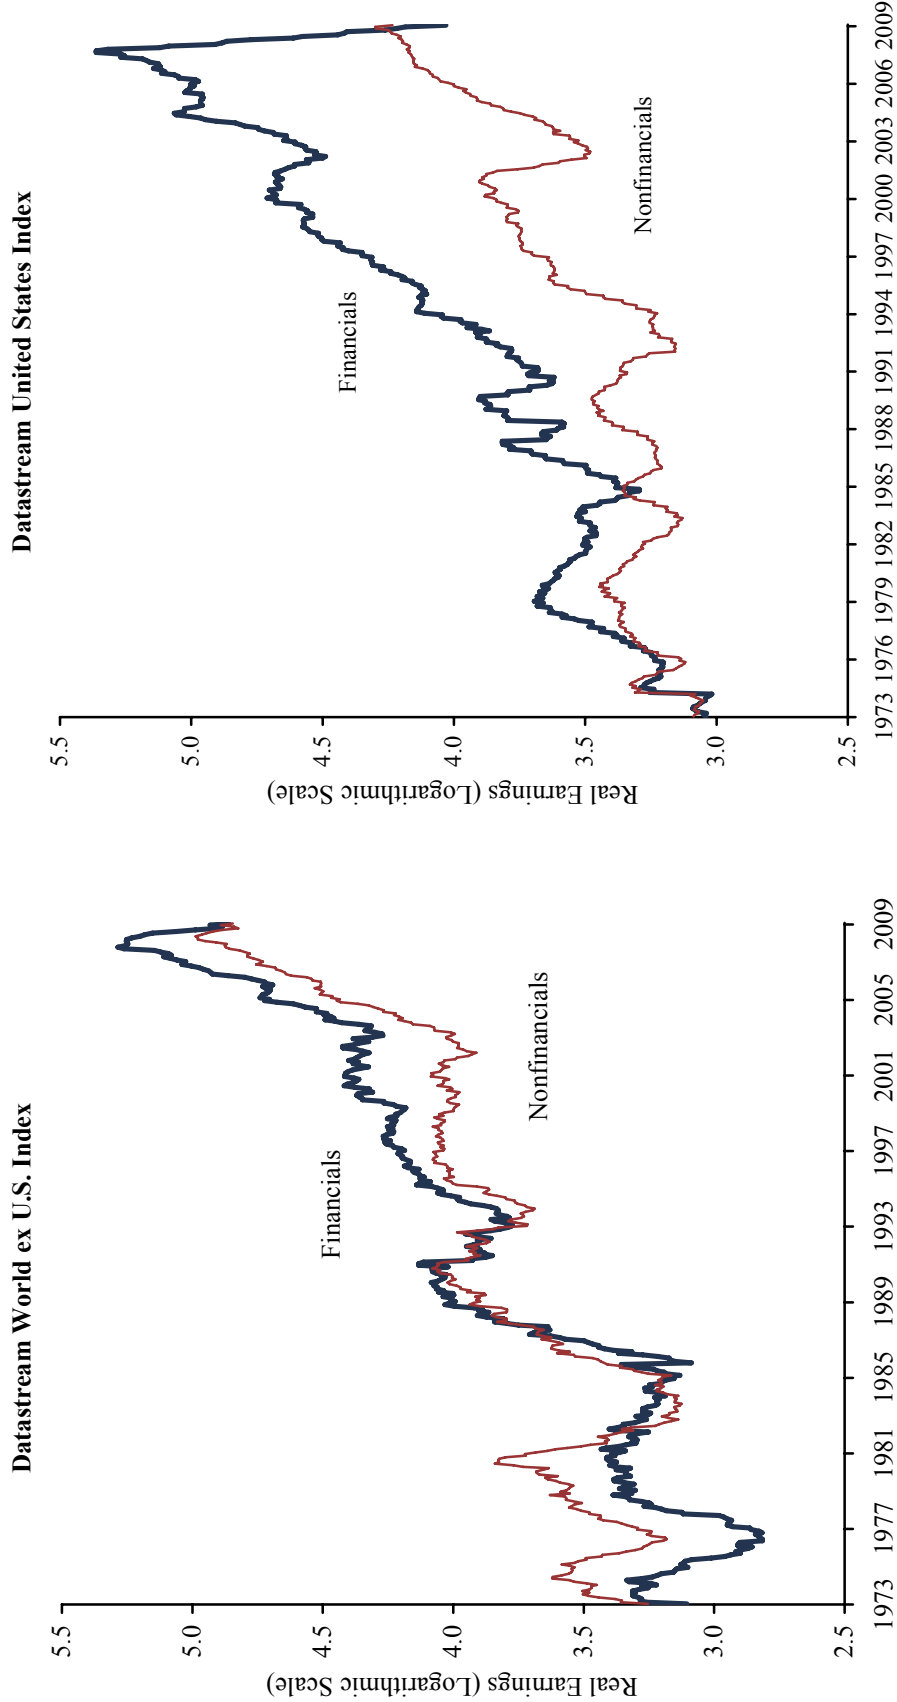 Datastream World ex U.S. Index
Real Earnings (Logarithmic Scale)
5.5
5.0
4.5
4.0
3.5
3.0
2.5
Financials
Nonfinancials
1973 1977 1981 1985 1989 1993 1997 2001 2005 2009
Datastream United States Index
Real Earnings (Logarithmic Scale)
5.5
5.0
4.5
4.0
3.5
3.0
2.5
Financials
Nonfinancials
1973 1976 1979 1982 1985 1988 1991 1994 1997 2000 2003 2006 2009